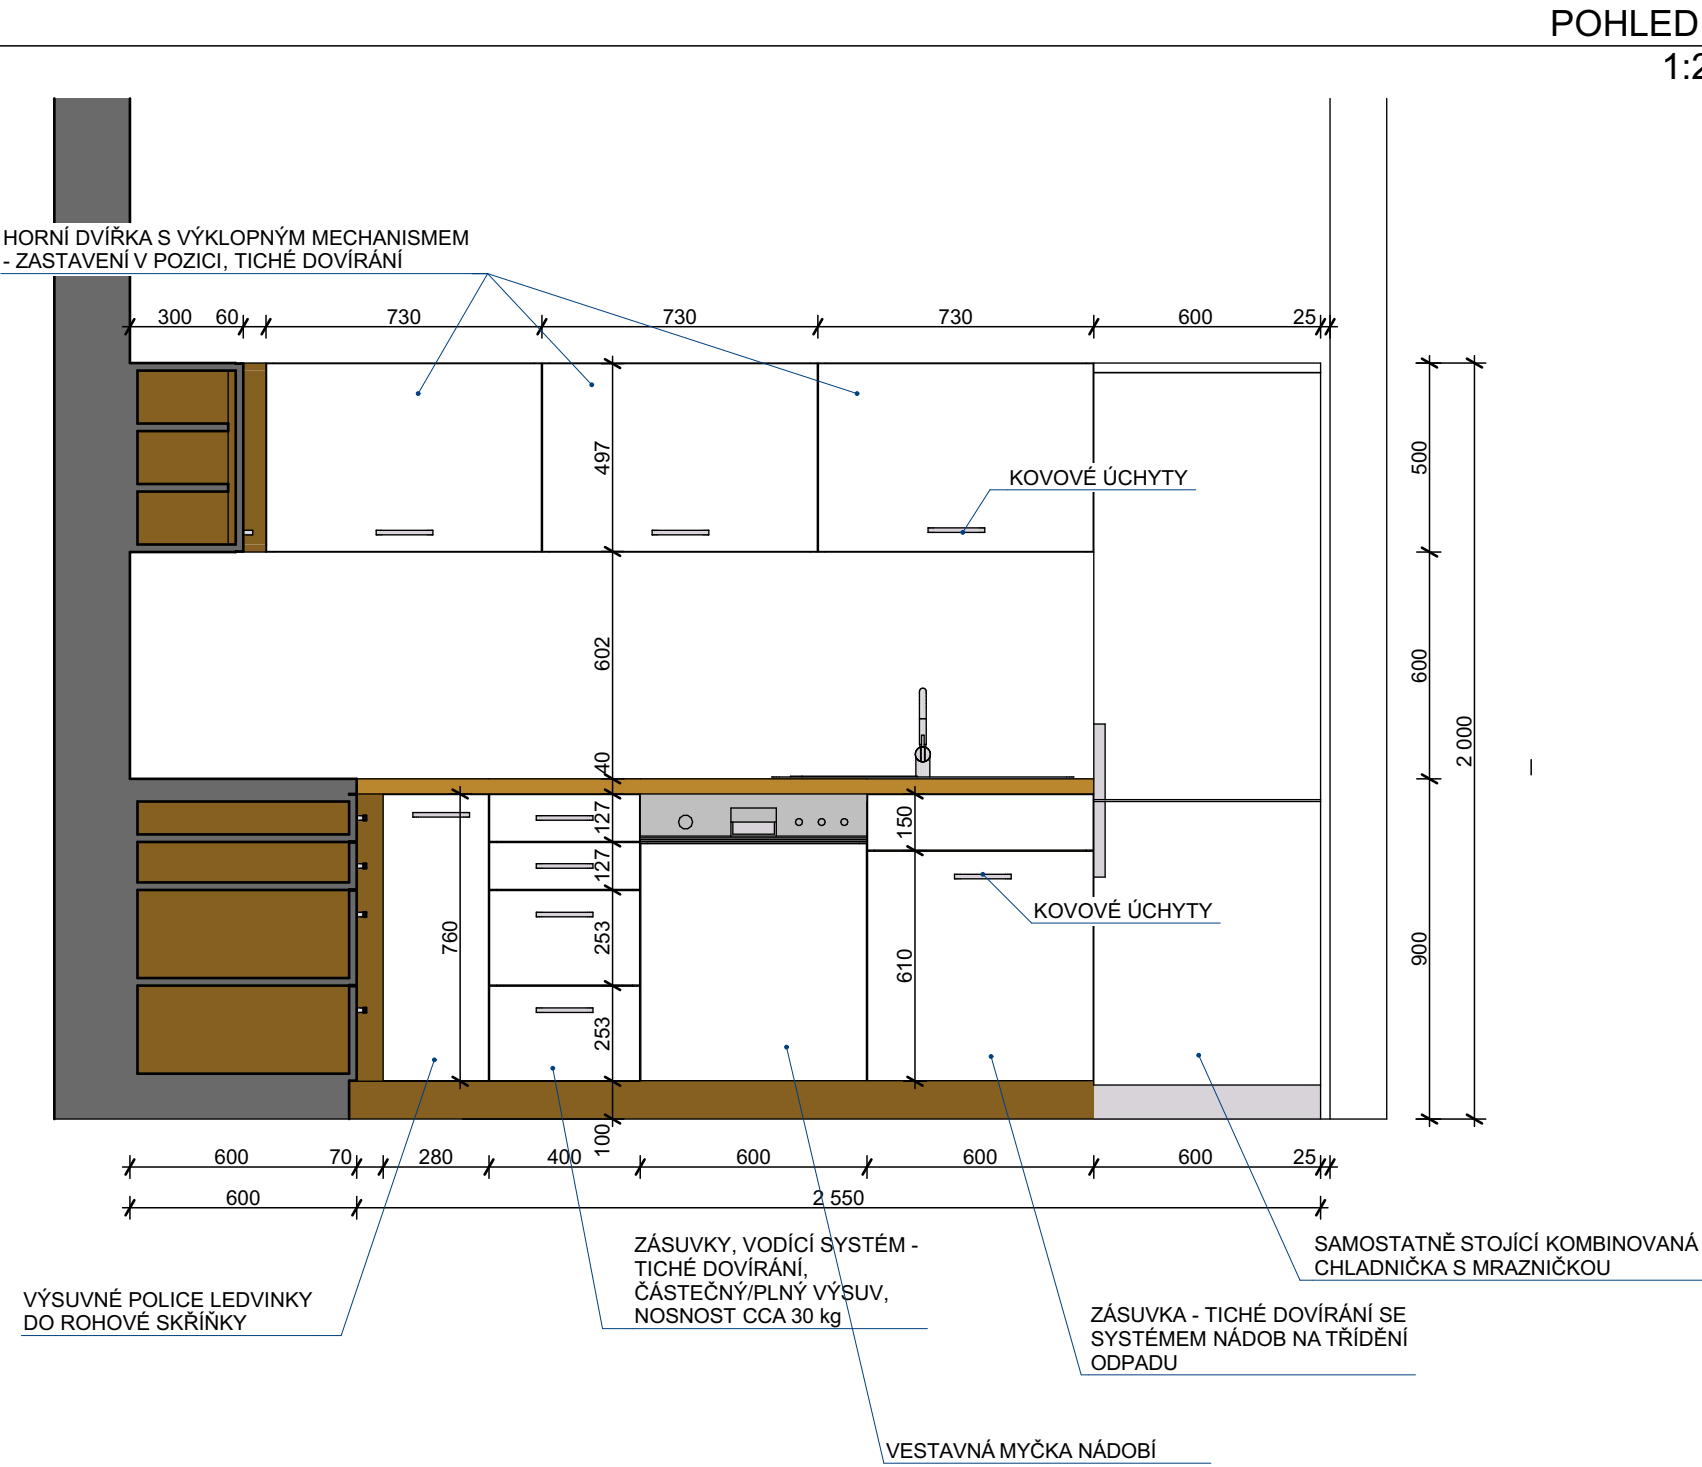 POHLED
1:2
HORNÍ DVÍŘKA S VÝKLOPNÝM MECHANISMEM
- ZASTAVENÍ V POZICI, TICHÉ DOVÍRÁNÍ
300 60 730 730 730 600 25
497
500
KOVOVÉ ÚCHYTY
602
600
2 000
40
127
150
127
KOVOVÉ ÚCHYTY
760
253
610
900
253
100
600 70 280 400 600 600 600 25
600 2 550
ZÁSUVKY, VODÍCÍ SYSTÉM -
TICHÉ DOVÍRÁNÍ,
ČÁSTEČNÝ/PLNÝ VÝSUV,
NOSNOST CCA 30 kg
SAMOSTATNĚ STOJÍCÍ KOMBINOVANÁ
CHLADNIČKA S MRAZNIČKOU
VÝSUVNÉ POLICE LEDVINKY
DO ROHOVÉ SKŘÍŇKY
ZÁSUVKA - TICHÉ DOVÍRÁNÍ SE
SYSTÉMEM NÁDOB NA TŘÍDĚNÍ
ODPADU
VESTAVNÁ MYČKA NÁDOBÍ